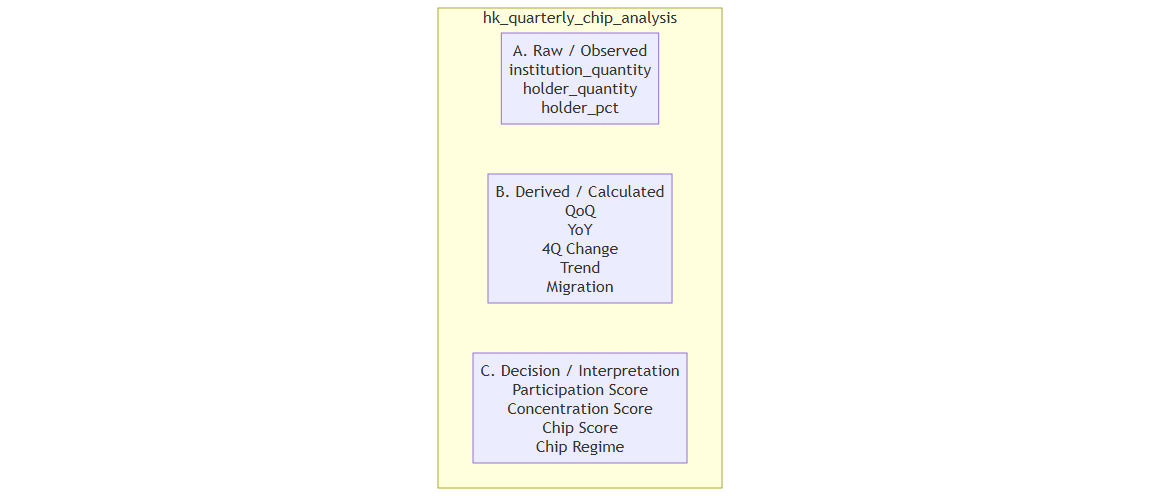 hk_quarterly_chip_analysis
A. Raw / Observed
institution_quantity
holder_quantity
holder_pct
B. Derived / Calculated
QoQ
YoY
4Q Change
Trend
Migration
C. Decision / Interpretation
Participation Score
Concentration Score
Chip Score
Chip Regime